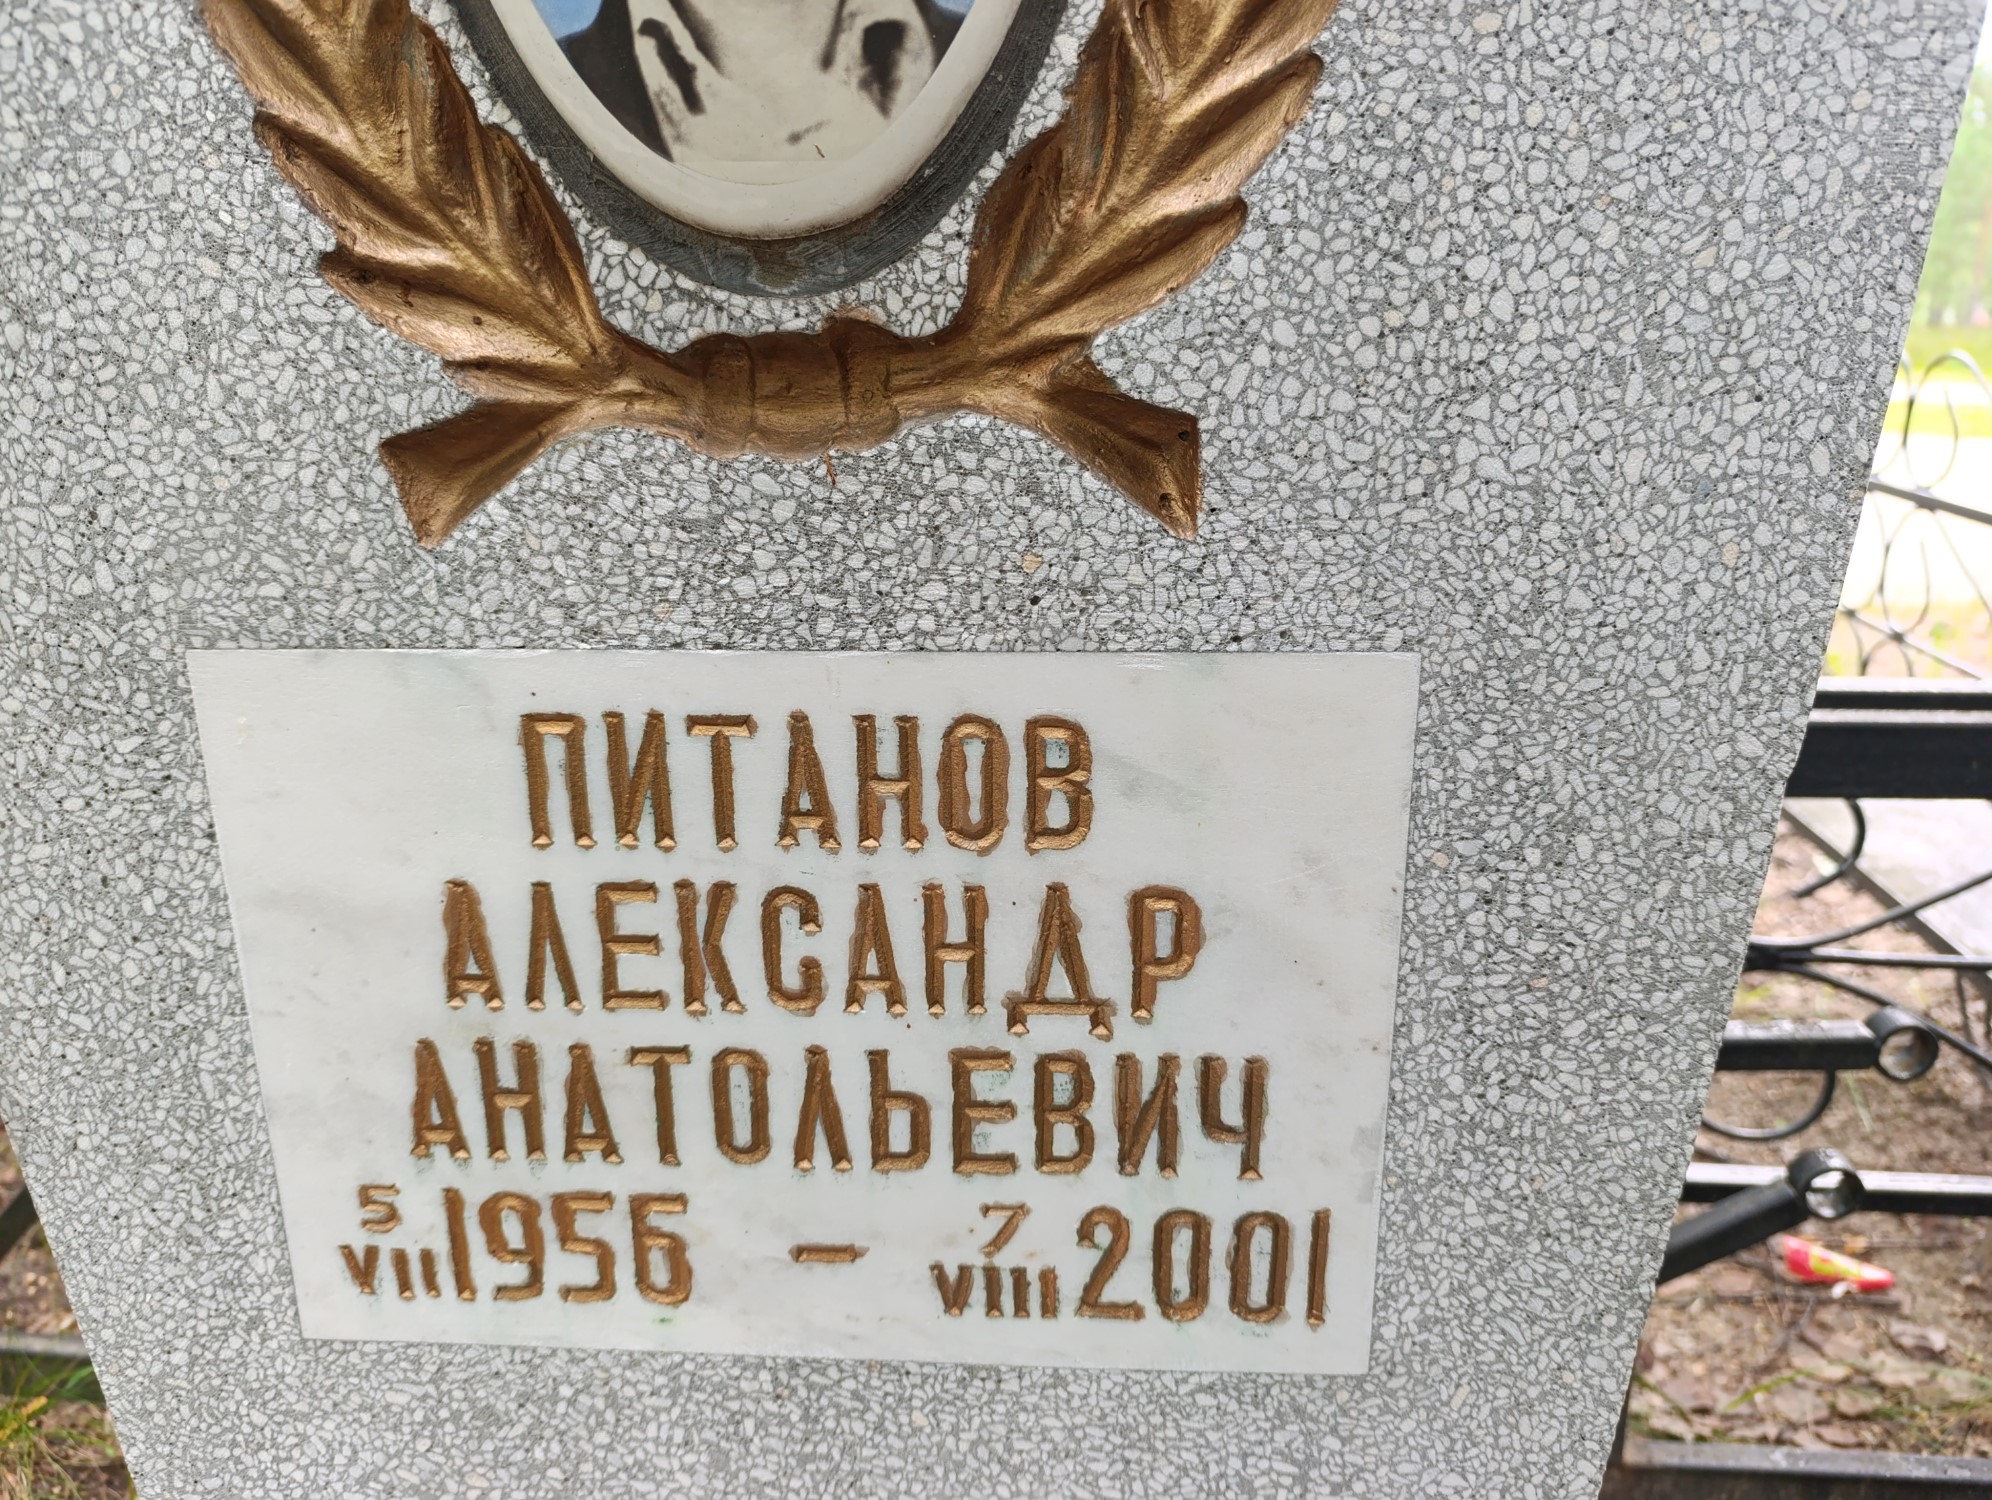 ПИТАНОВ
АЛЕКСАНДР
АНАТОЛЬЕВИЧ
5 VII 1956 – 7 VIII 2001